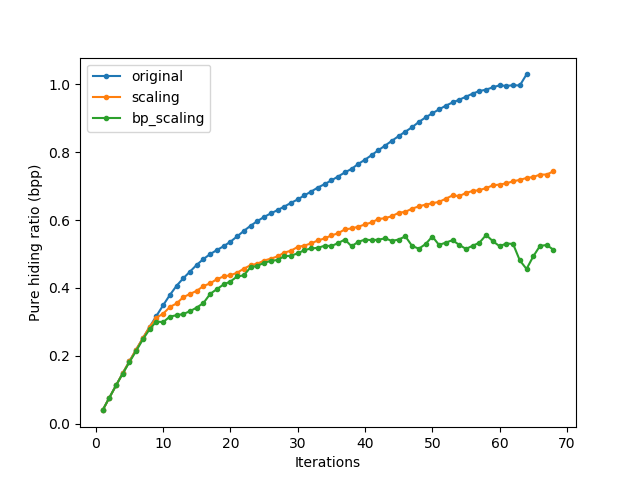 original
scaling
bp_scaling
Pure hiding ratio (bpp)
1.0
0.8
0.6
0.4
0.2
0.0
0 10 20 30 40 50 60 70
Iterations